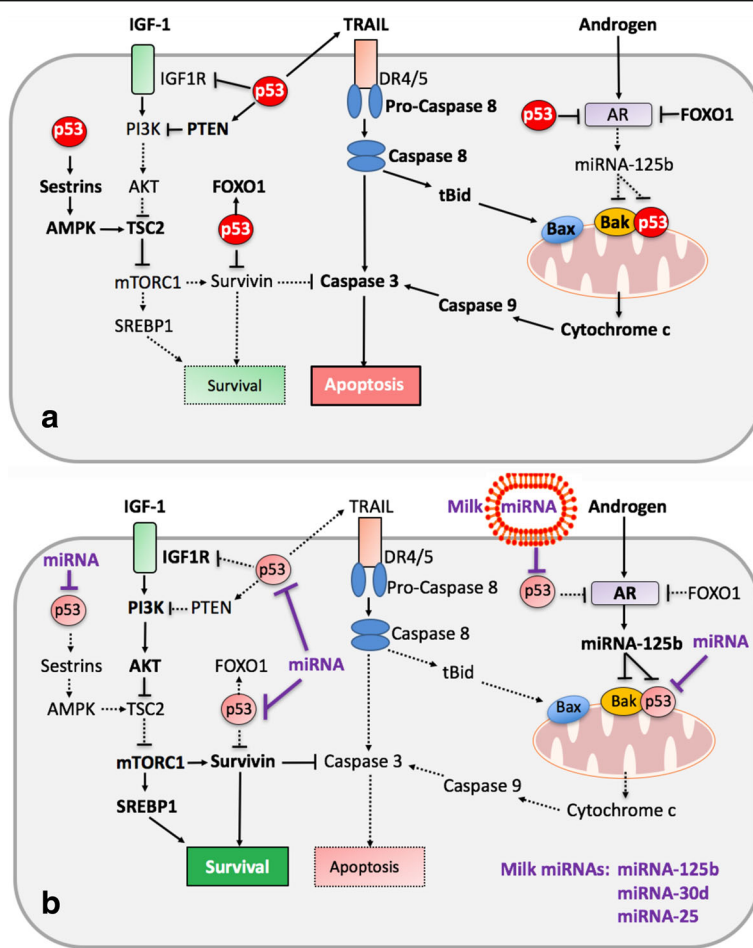 IGF-1
TRAIL
Androgen
IGF1R
p53
DR4/5
Pro-Caspase 8
p53
PI3K
PTEN
p53
AR
FOXO1
Caspase 8
miRNA-125b
Sestrins
AKT
FOXO1
tBid
AMPK
TSC2
p53
Bax
Bak
p53
mTORC1
Survivin
Caspase 3
Caspase 9
SREBP1
Cytochrome c
Survival
Apoptosis
a
IGF-1
TRAIL
Milk
miRNA
Androgen
miRNA
IGF1R
p53
DR4/5
Pro-Caspase 8
p53
p53
AR
FOXO1
PI3K
PTEN
Caspase 8
miRNA-125b
miRNA
Sestrins
AKT
FOXO1
miRNA
tBid
AMPK
TSC2
p53
Bax
Bak
p53
mTORC1
Survivin
Caspase 3
Caspase 9
SREBP1
Cytochrome c
Survival
Apoptosis
Milk miRNAs: miRNA-125b
miRNA-30d
miRNA-25
b